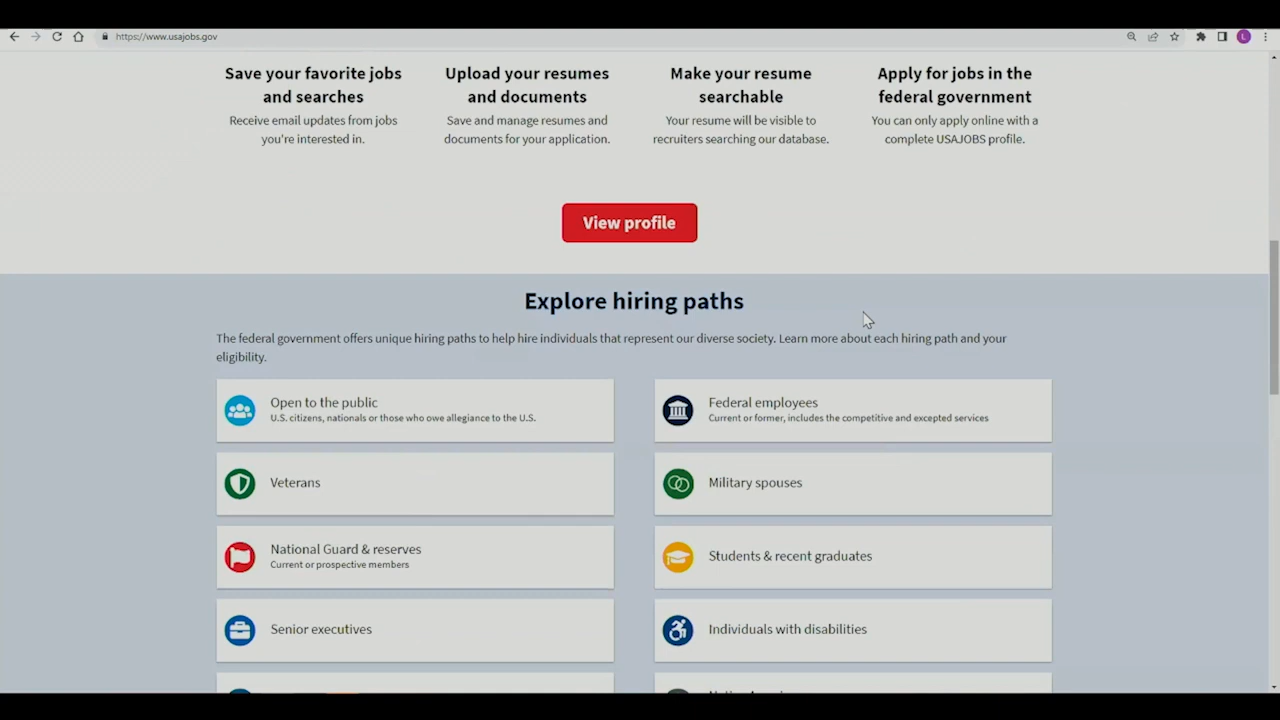 https://www.usajobs.gov
L
Save your favorite jobs
and searches
Receive email updates from jobs
you're interested in.
Upload your resumes
and documents
Save and manage resumes and
documents for your application.
Make your resume
searchable
Your resume will be visible to
recruiters searching our database.
Apply for jobs in the
federal government
You can only apply online with a
complete USAJOBS profile.
View profile
Explore hiring paths
The federal government offers unique hiring paths to help hire individuals that represent our diverse society. Learn more about each hiring path and your
eligibility.
Open to the public
U.S. citizens, nationals or those who owe allegiance to the U.S.
Federal employees
Current or former, includes the competitive and excepted services
Veterans
Military spouses
National Guard & reserves
Current or prospective members
Students & recent graduates
Senior executives
Individuals with disabilities